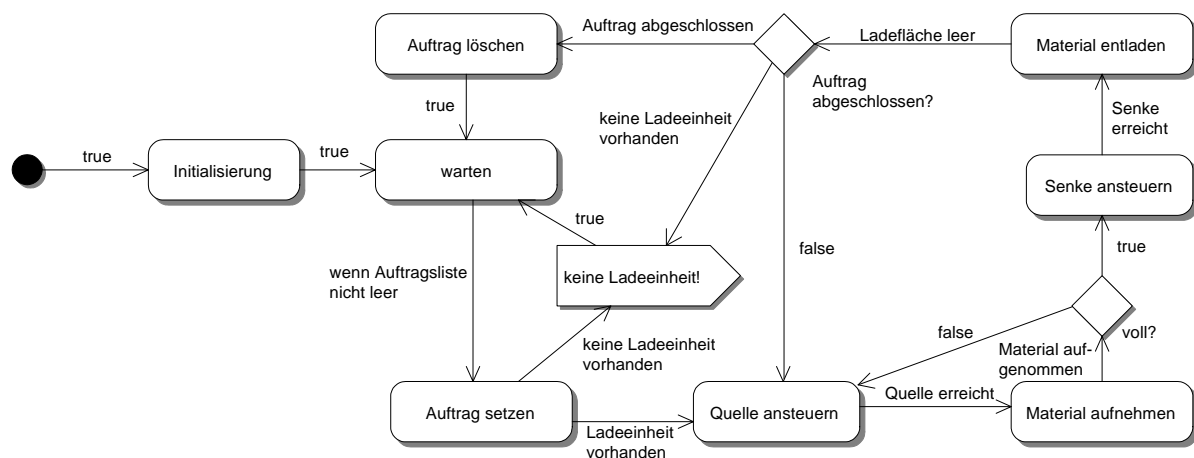 Auftrag löschen
Auftrag abgeschlossen
Ladefläche leer
Material entladen
Auftrag
abgeschlossen?
true
keine Ladeeinheit
vorhanden
Senke
erreicht
true
Initialisierung
true
warten
Senke ansteuern
true
false
true
wenn Auftragsliste
nicht leer
keine Ladeeinheit!
keine Ladeeinheit
vorhanden
false
voll?
Material auf-
genommen
Auftrag setzen
Ladeeinheit
vorhanden
Quelle ansteuern
Quelle erreicht
Material aufnehmen